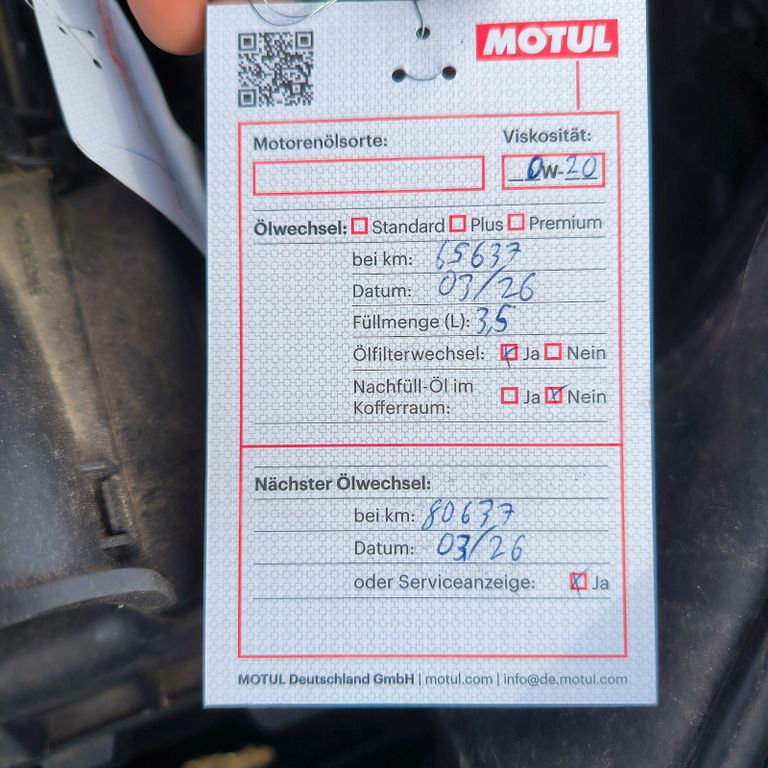 MOTUL
Motorenölsorte:
Viskosität:
0W-20
Ölwechsel: Standard Plus Premium
bei km: 65637
Datum: 03/26
Füllmenge (L): 3,5
Ölfilterwechsel: Ja Nein
Nachfüll-Öl im
Kofferraum: Ja Nein
Nächster Ölwechsel:
bei km: 80637
Datum: 03/26
oder Serviceanzeige: Ja
MOTUL Deutschland GmbH | motul.com | info@de.motul.com